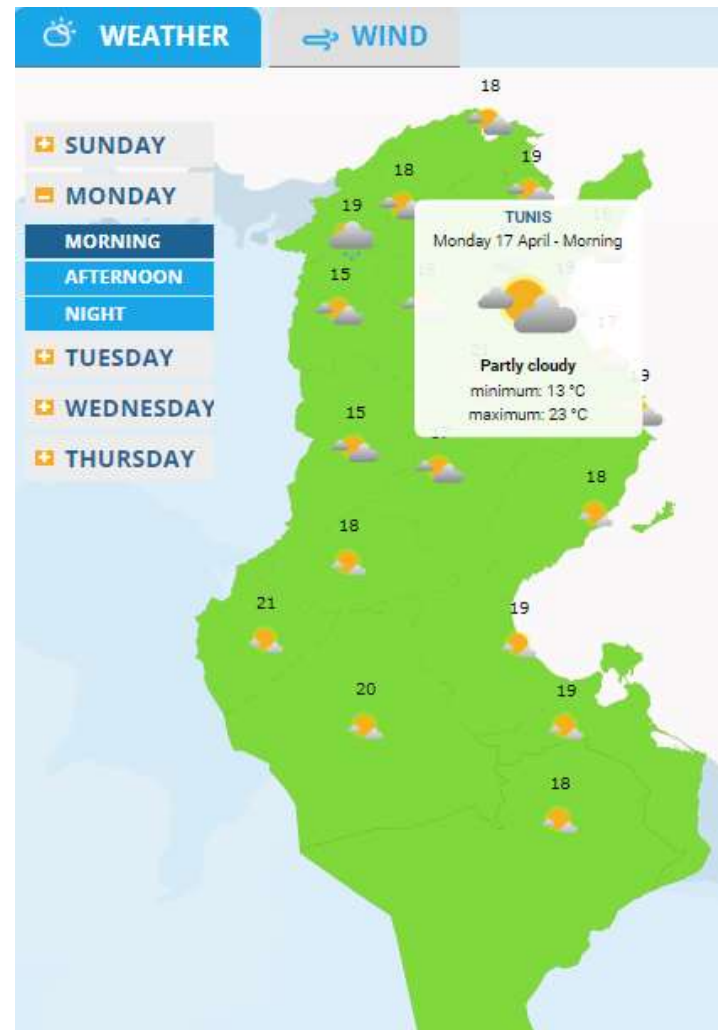 WEATHER
WIND
SUNDAY
MONDAY
MORNING
AFTERNOON
NIGHT
TUESDAY
WEDNESDAY
THURSDAY
18
19
18
19
TUNIS
Monday 17 April - Morning
Partly cloudy
minimum: 13 °C
maximum: 23 °C
15
15
18
18
21
19
20
19
18